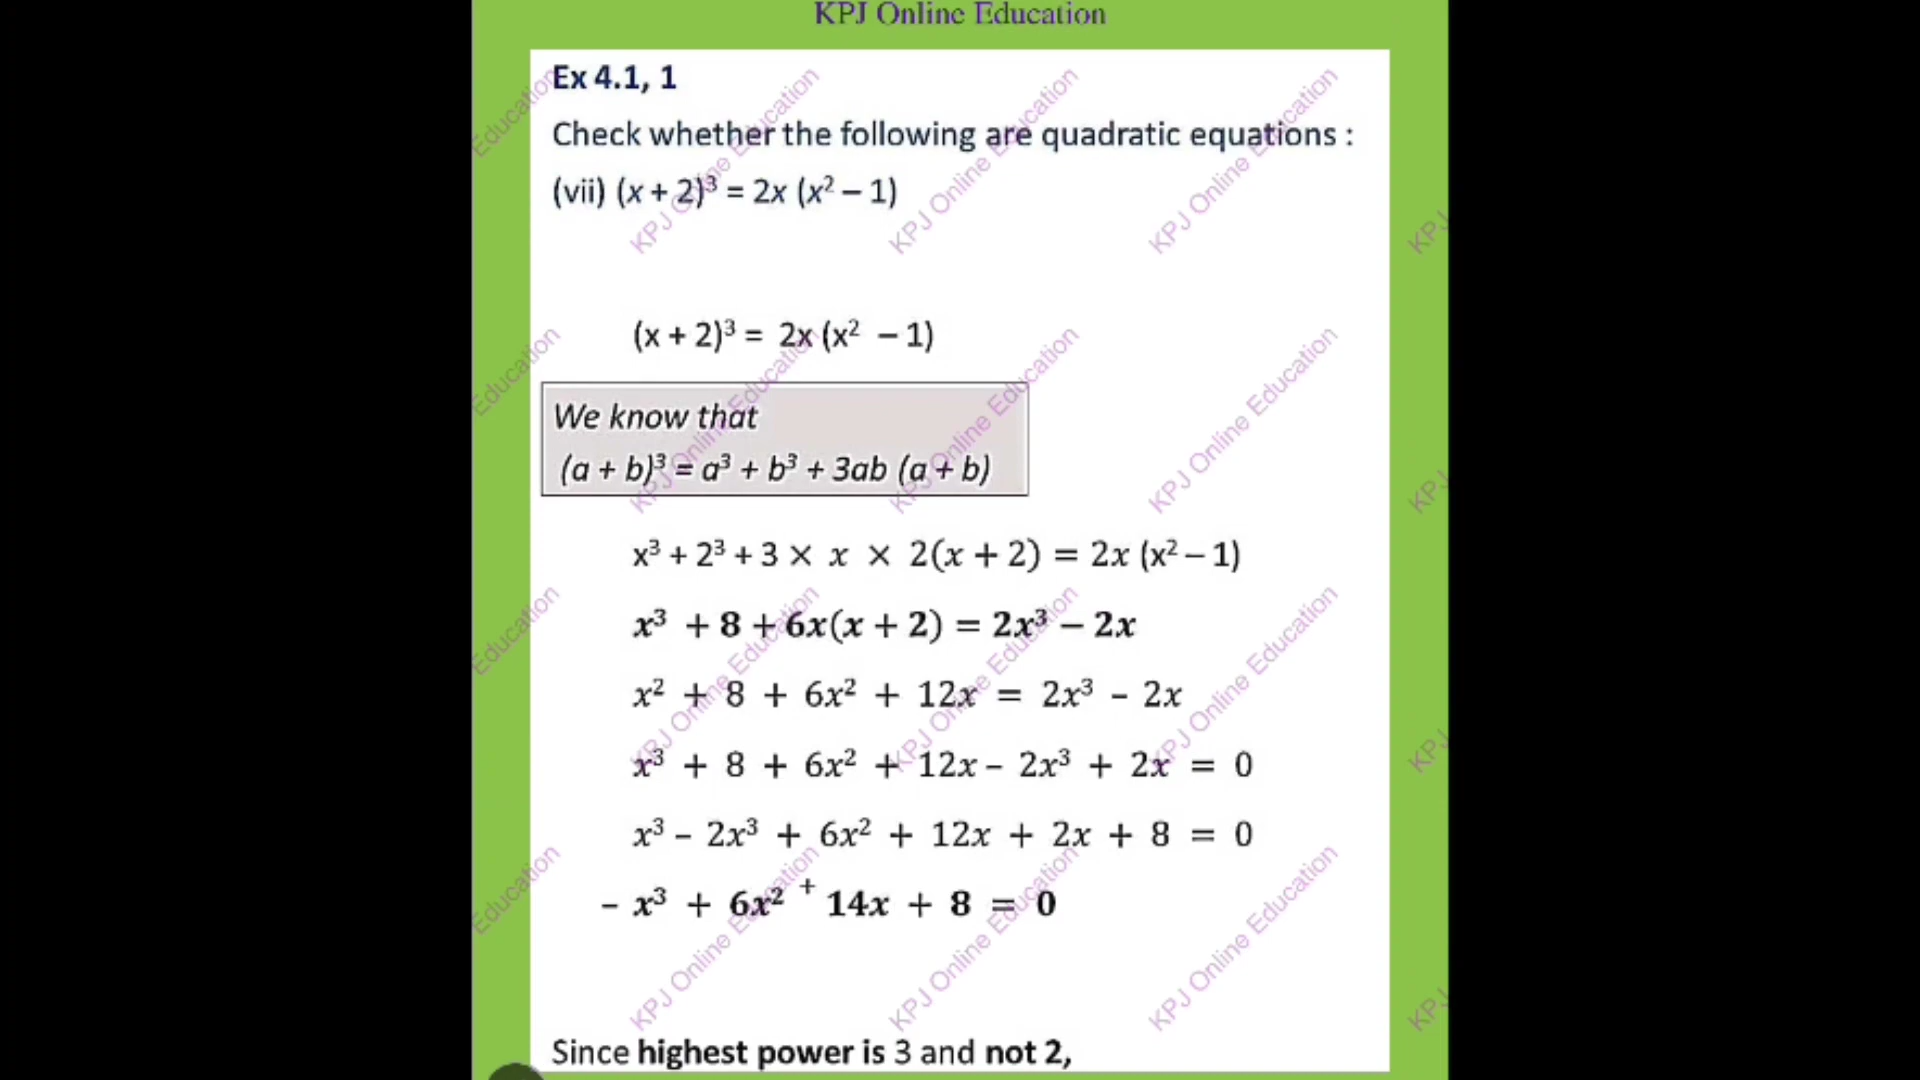 KPJ Online Education
Ex 4.1, 1
Check whether the following are quadratic equations :
(vii) (x + 2)³ = 2x (x² – 1)
(x + 2)³ = 2x (x² – 1)
We know that
(a + b)³ = a³ + b³ + 3ab (a + b)
x³ + 2³ + 3 × x × 2(x + 2) = 2x (x² – 1)
x³ + 8 + 6x(x + 2) = 2x³ – 2x
x² + 8 + 6x² + 12x = 2x³ – 2x
x³ + 8 + 6x² + 12x – 2x³ + 2x = 0
x³ – 2x³ + 6x² + 12x + 2x + 8 = 0
– x³ + 6x² + 14x + 8 = 0
Since highest power is 3 and not 2,
KPJ Online Education